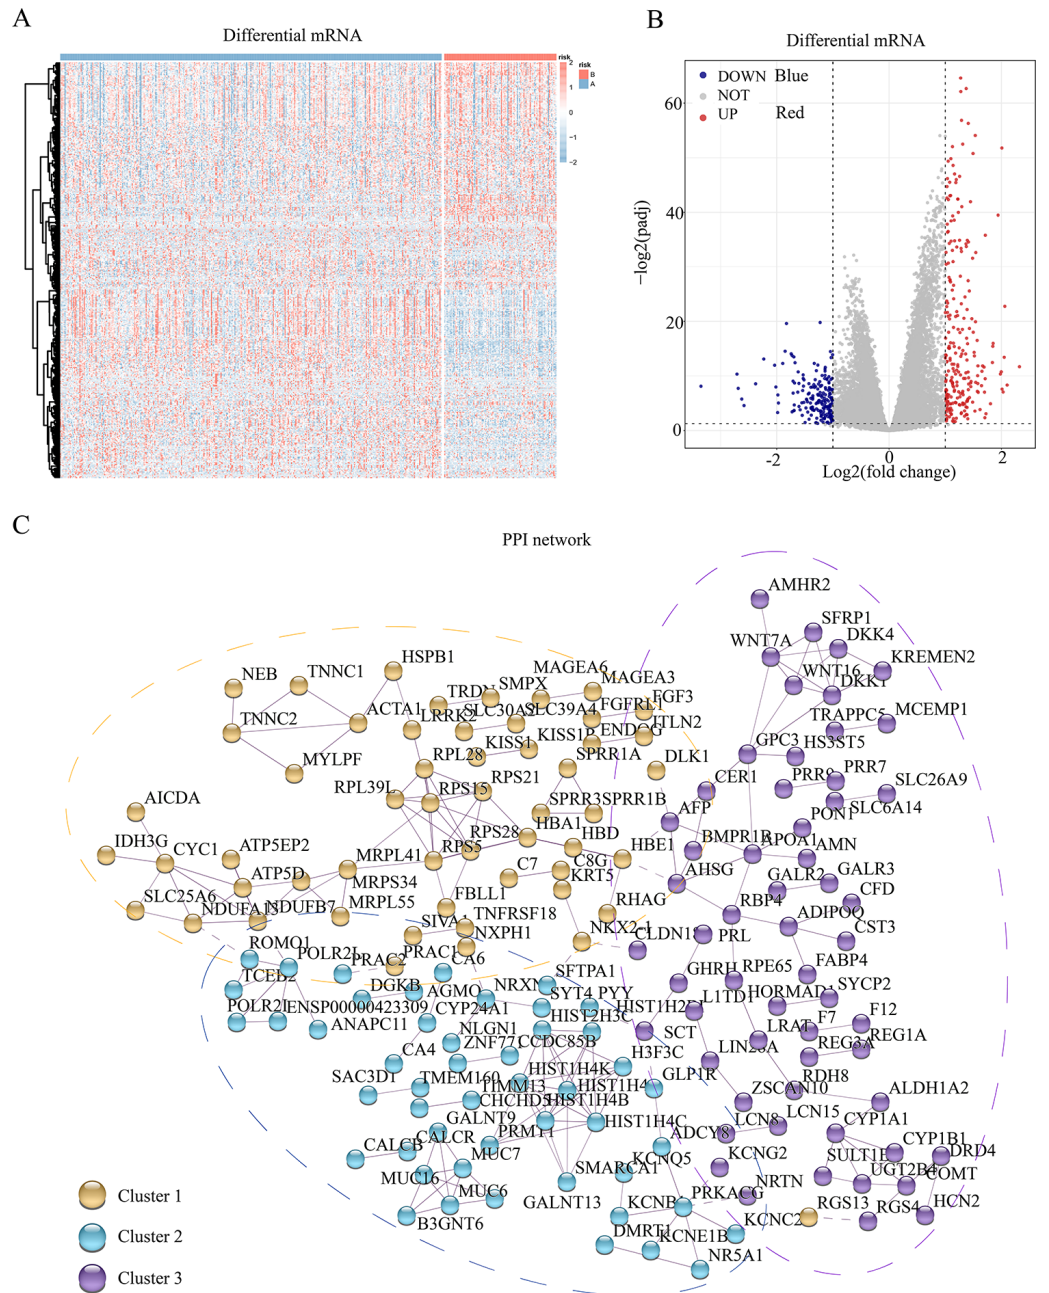 A
Differential mRNA
risk
2
1
0
−1
−2
risk
B
A
B
Differential mRNA
DOWN Blue
NOT
UP Red
60
40
20
0
−log2(padj)
-2
0
2
Log2(fold change)
C
PPI network
AMHR2
SFRP1
WNT7A
DKK4
KREMEN2
WNT16
DKK1
TRAPPC5
MCEMP1
GPC3
HS3ST5
PRR9
PRR7
SLC26A9
CER1
PON1
SLC6A14
AFP
BMPR1B
APOA1
AMN
AHSG
GALR2
GALR3
CFD
RBP4
ADIPOQ
CST3
CLDN18
PRL
FABP4
GHRH
RPE65
HORMAD1
SYCP2
L1TD1
F7
F12
SCT
LRAT
REG3A
REG1A
LIN28A
GLP1R
RDH8
ZSCAN10
ALDH1A2
LCN8
LCN15
CYP1A1
CYP1B1
DRD4
KCNG2
SULT1E1
UGT2B4
COMT
NRTN
RGS13
RGS4
HCN2
NEB
TNNC1
HSPB1
TNNC2
ACTA1
MYLPF
TRDN
SMPX
MAGEA6
MAGEA3
LRRK2
SLC30A2
SLC39A4
FGFRL1
FGF3
KISS1
KISS1R
ENDOG
ITLN2
RPL28
SPRR1A
DLK1
RPL39L
RPS15
RPS21
SPRR3
SPRR1B
AICDA
RPS28
HBA1
HBD
HBE1
IDH3G
CYC1
ATP5EP2
MRPL41
RPS5
C7
C8G
KRT5
SLC25A6
ATP5D
MRPS34
NDUFA13
NDUFB7
MRPL55
FBLL1
RHAG
SIVA1
TNFRSF18
NXPH1
NKX2-1
ROMO1
POLR2L
PRAC2
PRAC1
CA6
SFTPA1
TCEB2
DGKB
AGMO
NRXN
SYT4
PYY
HIST1H2BJ
POLR2I
ENSP00000423309
CYP24A1
HIST2H3C
ANAPC11
NLGN1
CCDC85B
ZNF771
H3F3C
CA4
HIST1H4K
SAC3D1
TMEM160
TIMM13
HIST1H4
CHCHD5
HIST1H4B
GALNT9
PRM1
HIST1H4C
ADCY8
CALCB
CALCR
MUC7
KCNQ5
MUC16
SMARCA1
MUC6
GALNT13
KCNB1
PRKACG
B3GNT6
KCNC2
DMRT1
KCNE1B
NR5A1
Cluster 1
Cluster 2
Cluster 3